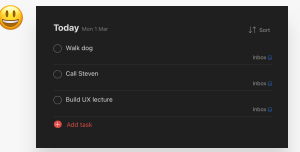 Today Mon 1 Mar
Sort
Walk dog
Inbox
Call Steven
Inbox
Build UX lecture
Inbox
Add task